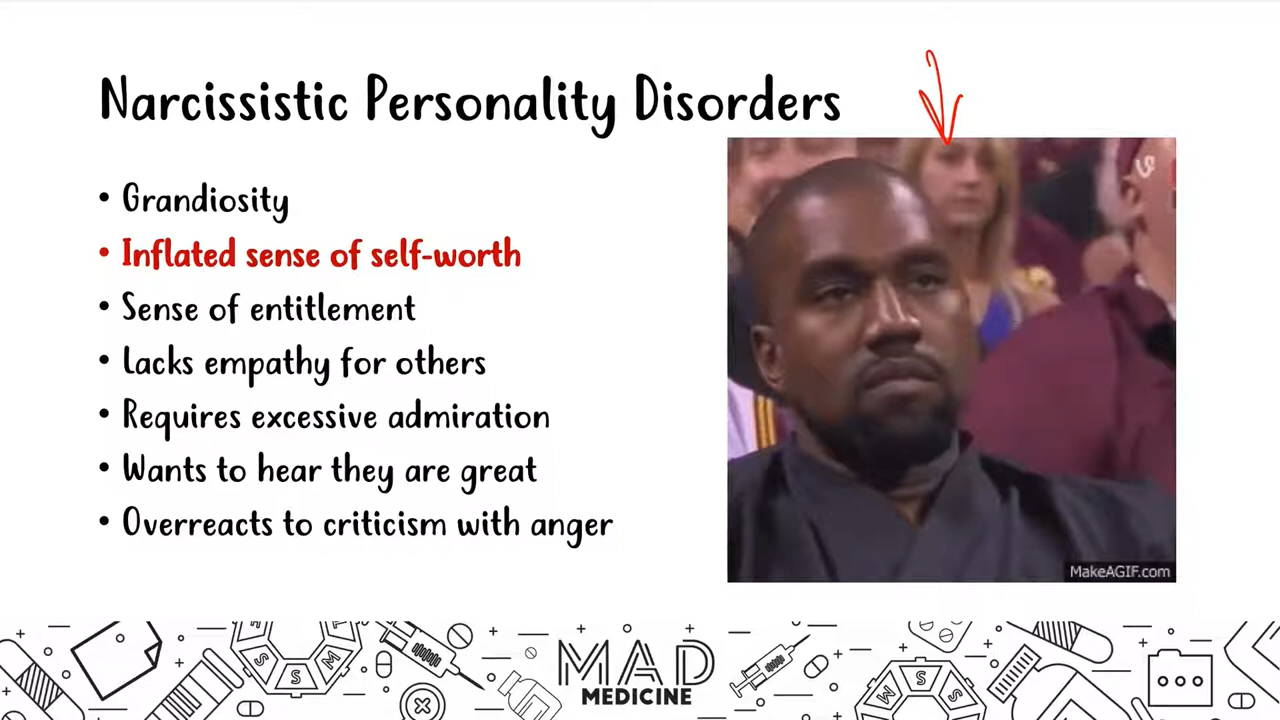 Narcissistic Personality Disorders
• Grandiosity
• Inflated sense of self-worth
• Sense of entitlement
• Lacks empathy for others
• Requires excessive admiration
• Wants to hear they are great
• Overreacts to criticism with anger
MakeAGIF.com
S S M
MAD
MEDICINE
M S S